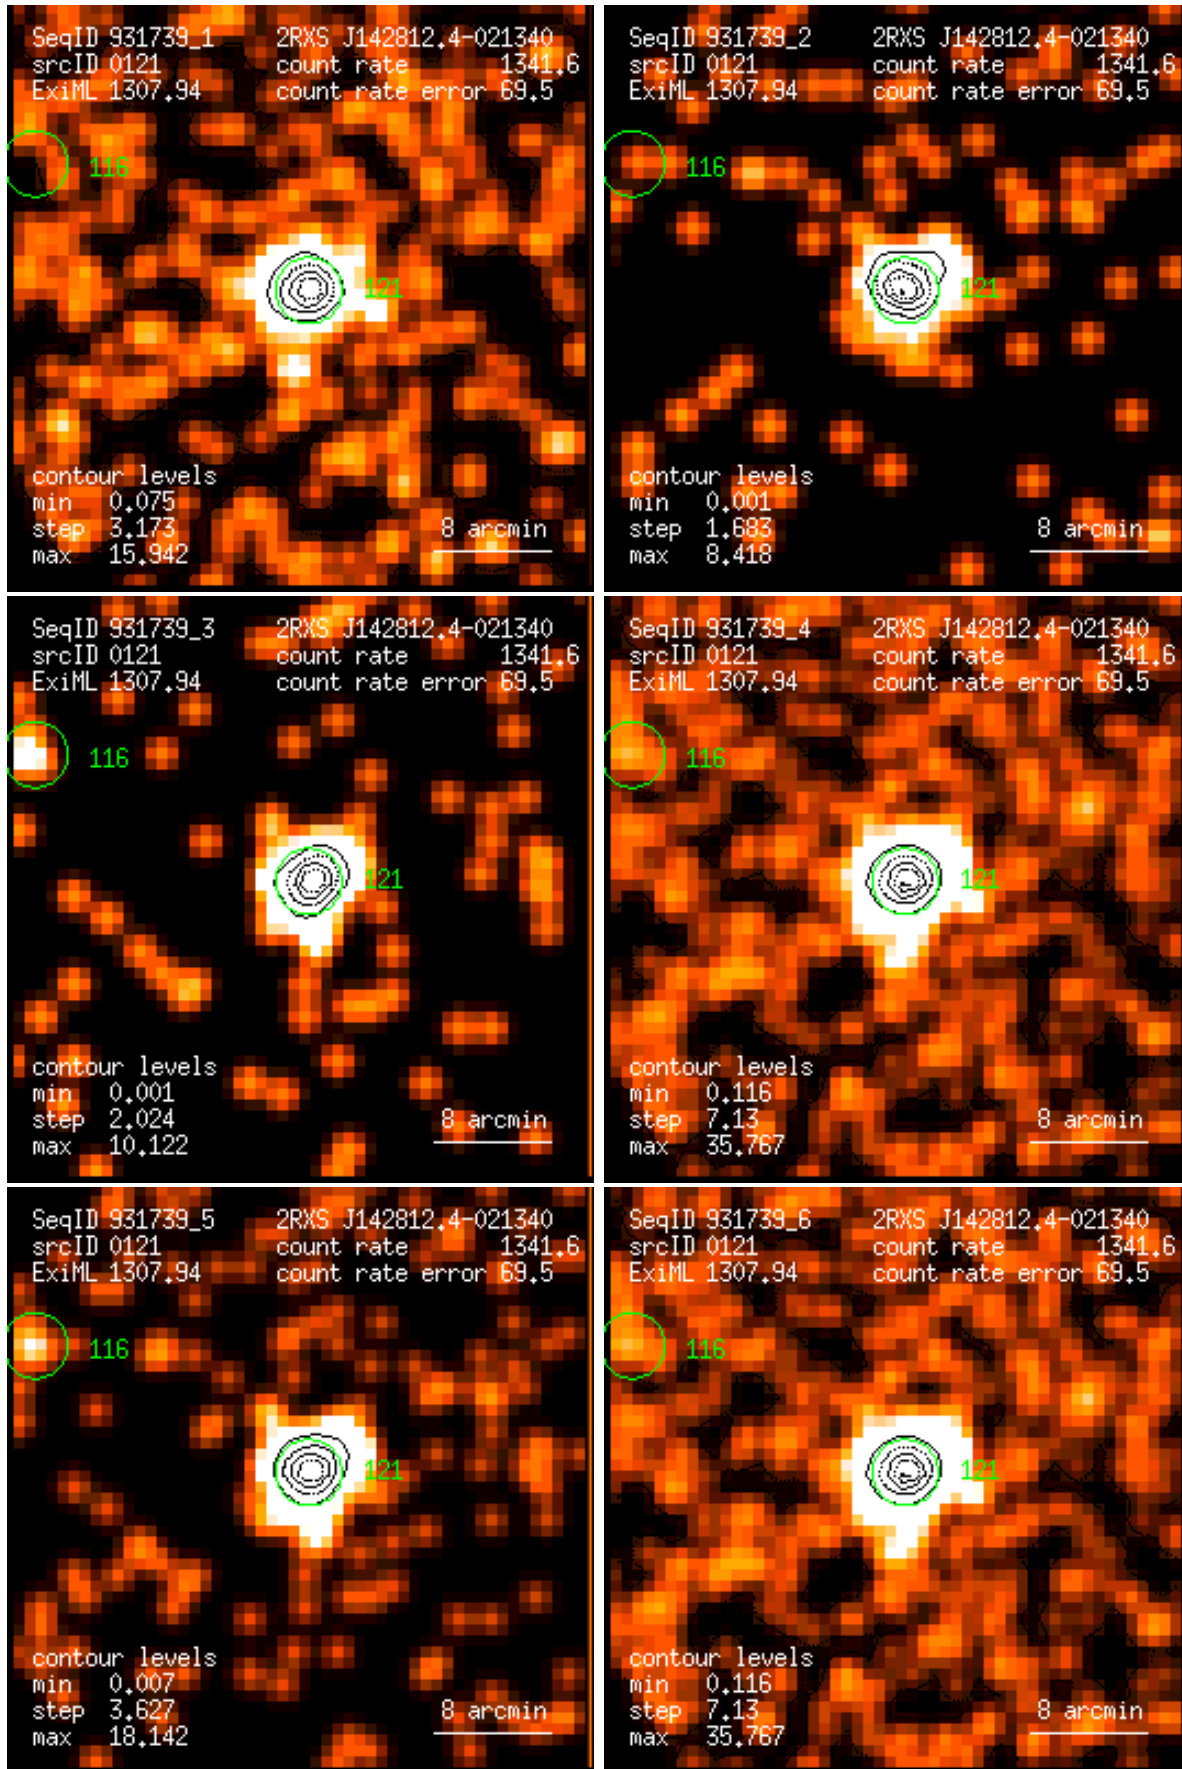 SeqID 931739_1 2RXS J142812.4-021340
srcID 0121 count rate 1341.6
ExiML 1307.94 count rate error 69.5
116
121
contour levels
min 0.075
step 3.173 8 arcmin
max 15.942
SeqID 931739_2 2RXS J142812.4-021340
srcID 0121 count rate 1341.6
ExiML 1307.94 count rate error 69.5
116
121
contour levels
min 0.001
step 1.683 8 arcmin
max 8.418
SeqID 931739_3 2RXS J142812.4-021340
srcID 0121 count rate 1341.6
ExiML 1307.94 count rate error 69.5
116
121
contour levels
min 0.001
step 2.024 8 arcmin
max 10.122
SeqID 931739_4 2RXS J142812.4-021340
srcID 0121 count rate 1341.6
ExiML 1307.94 count rate error 69.5
116
121
contour levels
min 0.116
step 7.13 8 arcmin
max 35.767
SeqID 931739_5 2RXS J142812.4-021340
srcID 0121 count rate 1341.6
ExiML 1307.94 count rate error 69.5
116
121
contour levels
min 0.007
step 3.627 8 arcmin
max 18.142
SeqID 931739_6 2RXS J142812.4-021340
srcID 0121 count rate 1341.6
ExiML 1307.94 count rate error 69.5
116
121
contour levels
min 0.116
step 7.13 8 arcmin
max 35.767